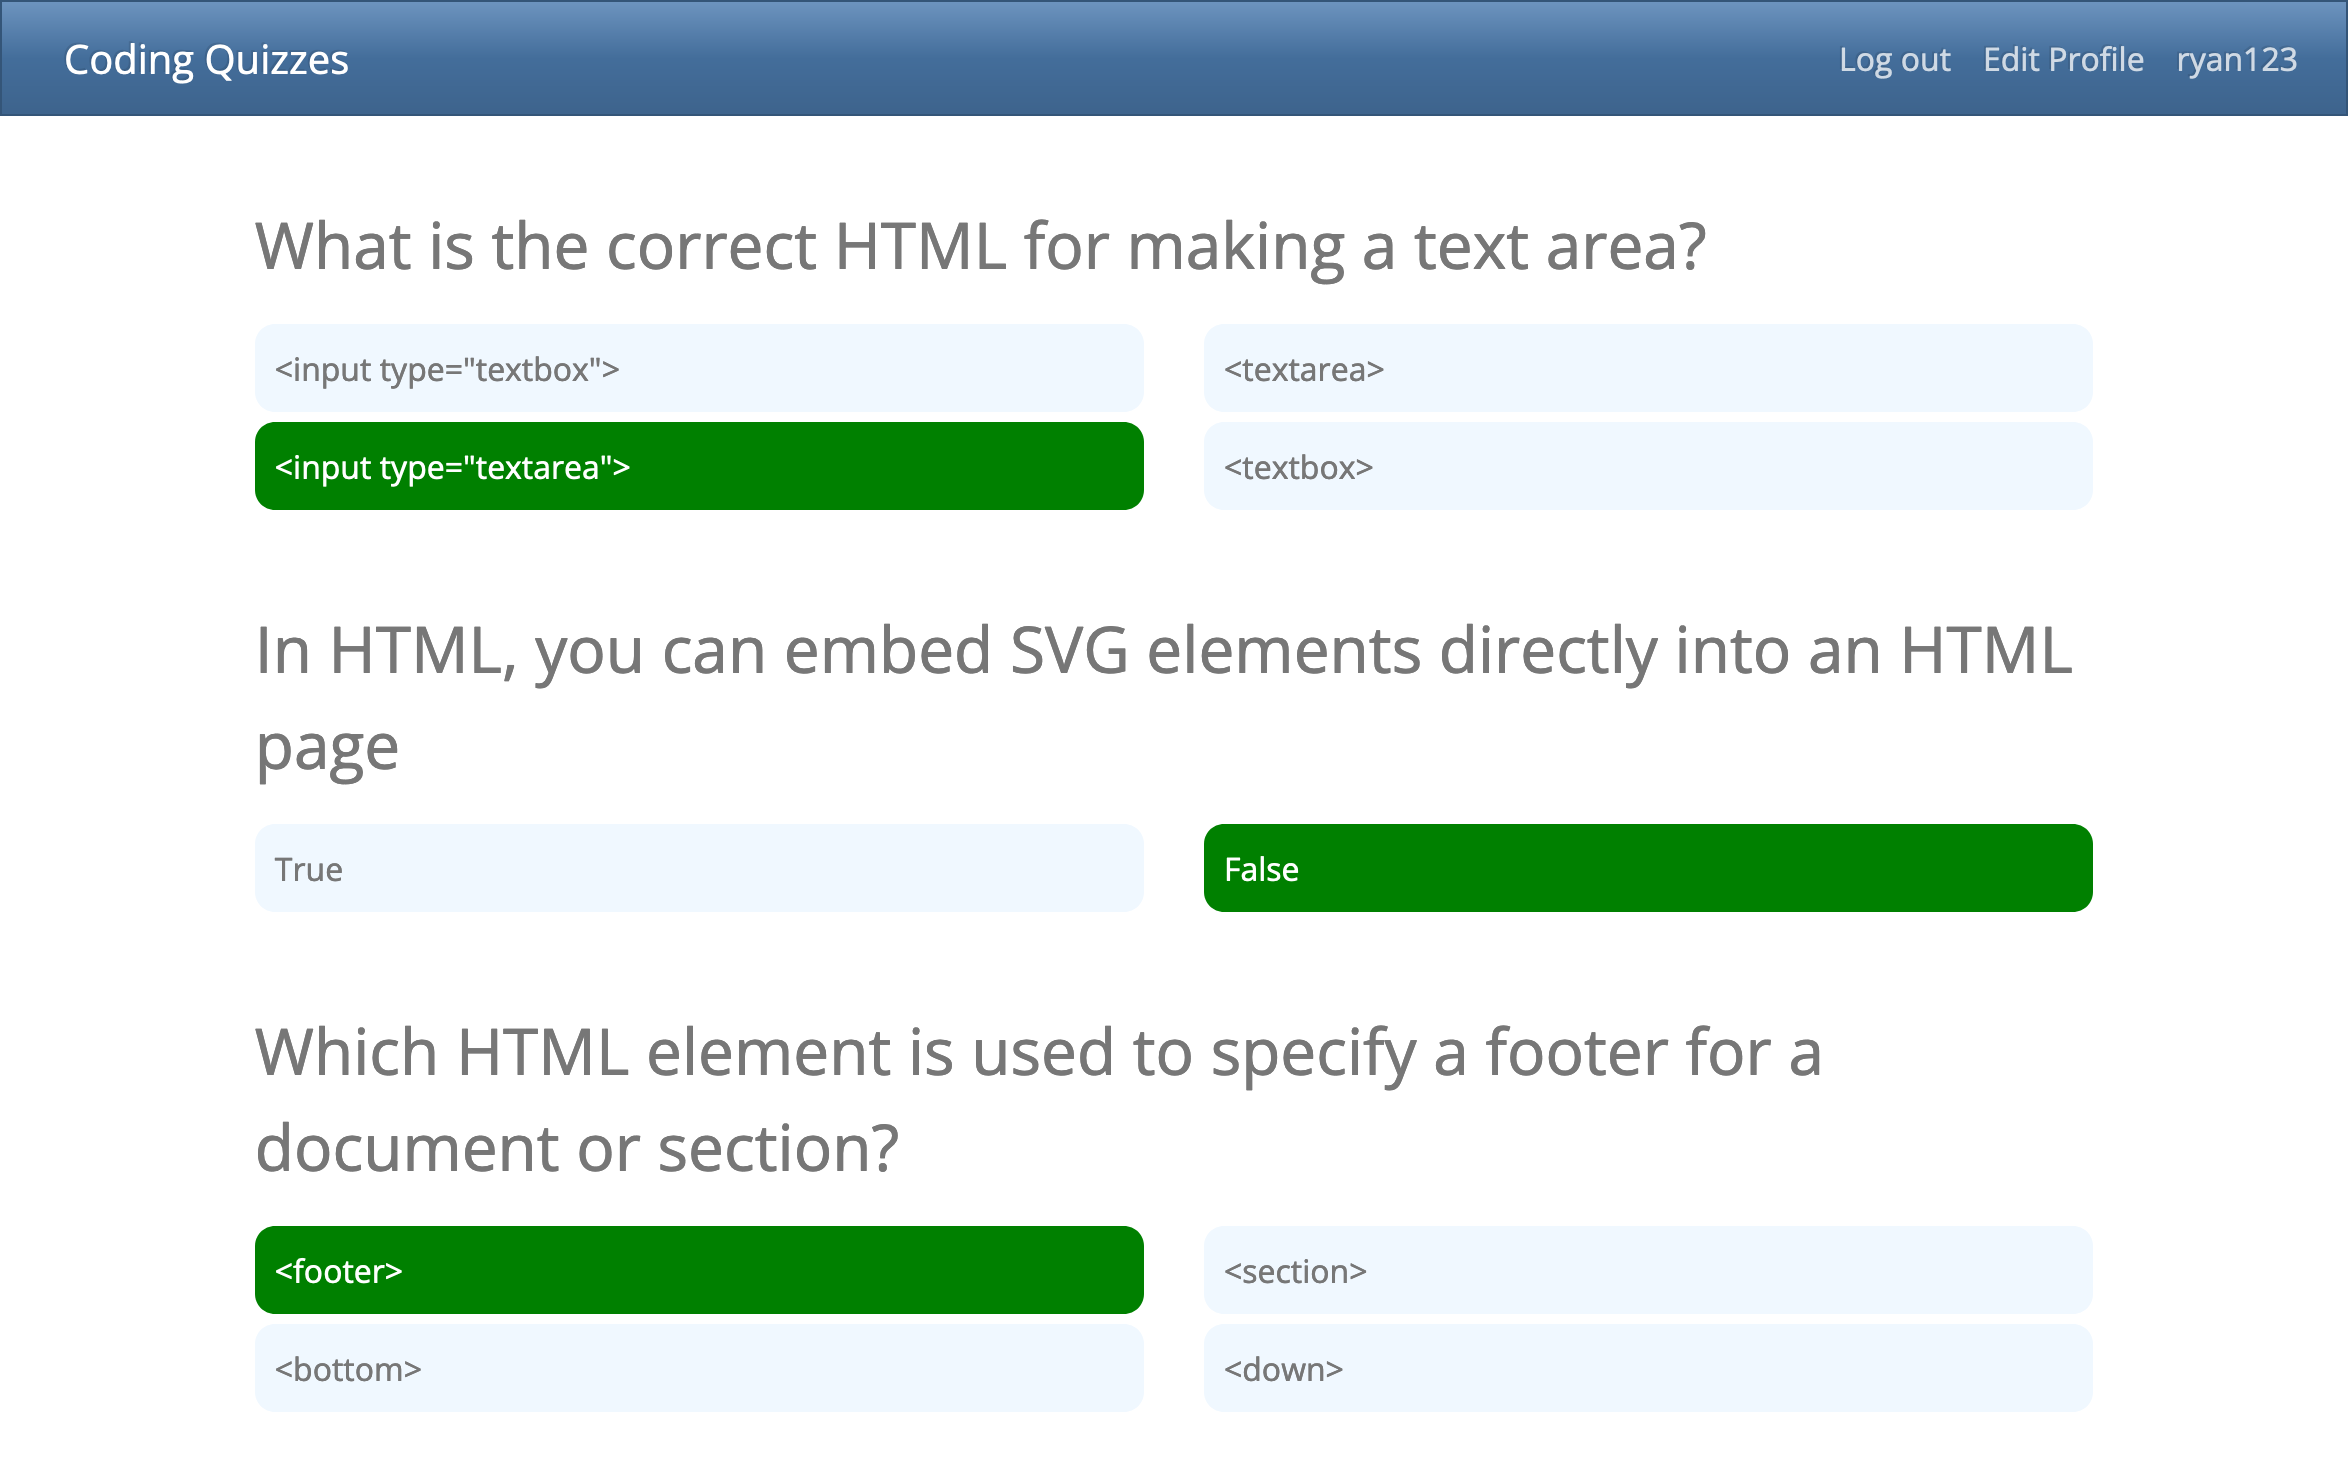 Coding Quizzes
Log out Edit Profile ryan123
What is the correct HTML for making a text area?
<input type="textbox">
<textarea>
<input type="textarea">
<textbox>
In HTML, you can embed SVG elements directly into an HTML
page
True
False
Which HTML element is used to specify a footer for a
document or section?
<footer>
<section>
<bottom>
<down>